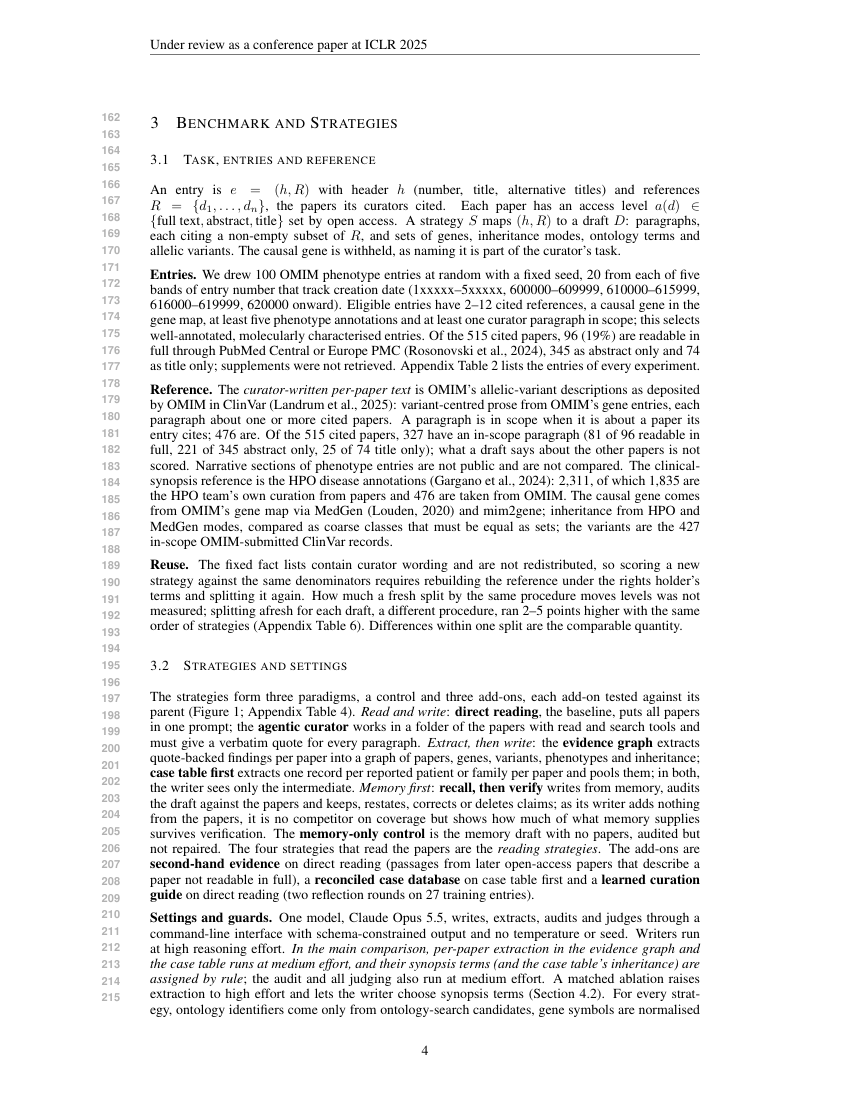 Under review as a conference paper at ICLR 2025
162
163
164
165
166
167
168
169
170
171
172
173
174
175
176
177
178
179
180
181
182
183
184
185
186
187
188
189
190
191
192
193
194
195
196
197
198
199
200
201
202
203
204
205
206
207
208
209
210
211
212
213
214
215
3 BENCHMARK AND STRATEGIES
3.1 TASK, ENTRIES AND REFERENCE
An entry is e = (h, R) with header h (number, title, alternative titles) and references
R = {d₁, . . . , dₙ}, the papers its curators cited. Each paper has an access level a(d) ∈
{full text, abstract, title} set by open access. A strategy S maps (h, R) to a draft D: paragraphs,
each citing a non-empty subset of R, and sets of genes, inheritance modes, ontology terms and
allelic variants. The causal gene is withheld, as naming it is part of the curator's task.
Entries. We drew 100 OMIM phenotype entries at random with a fixed seed, 20 from each of five
bands of entry number that track creation date (1xxxxx–5xxxxx, 600000–609999, 610000–615999,
616000–619999, 620000 onward). Eligible entries have 2–12 cited references, a causal gene in the
gene map, at least five phenotype annotations and at least one curator paragraph in scope; this selects
well-annotated, molecularly characterised entries. Of the 515 cited papers, 96 (19%) are readable in
full through PubMed Central or Europe PMC (Rosonovski et al., 2024), 345 as abstract only and 74
as title only; supplements were not retrieved. Appendix Table 2 lists the entries of every experiment.
Reference. The curator-written per-paper text is OMIM's allelic-variant descriptions as deposited
by OMIM in ClinVar (Landrum et al., 2025): variant-centred prose from OMIM's gene entries, each
paragraph about one or more cited papers. A paragraph is in scope when it is about a paper its
entry cites; 476 are. Of the 515 cited papers, 327 have an in-scope paragraph (81 of 96 readable in
full, 221 of 345 abstract only, 25 of 74 title only); what a draft says about the other papers is not
scored. Narrative sections of phenotype entries are not public and are not compared. The clinical-
synopsis reference is the HPO disease annotations (Gargano et al., 2024): 2,311, of which 1,835 are
the HPO team's own curation from papers and 476 are taken from OMIM. The causal gene comes
from OMIM's gene map via MedGen (Louden, 2020) and mim2gene; inheritance from HPO and
MedGen modes, compared as coarse classes that must be equal as sets; the variants are the 427
in-scope OMIM-submitted ClinVar records.
Reuse. The fixed fact lists contain curator wording and are not redistributed, so scoring a new
strategy against the same denominators requires rebuilding the reference under the rights holder's
terms and splitting it again. How much a fresh split by the same procedure moves levels was not
measured; splitting afresh for each draft, a different procedure, ran 2–5 points higher with the same
order of strategies (Appendix Table 6). Differences within one split are the comparable quantity.
3.2 STRATEGIES AND SETTINGS
The strategies form three paradigms, a control and three add-ons, each add-on tested against its
parent (Figure 1; Appendix Table 4). Read and write: direct reading, the baseline, puts all papers
in one prompt; the agentic curator works in a folder of the papers with read and search tools and
must give a verbatim quote for every paragraph. Extract, then write: the evidence graph extracts
quote-backed findings per paper into a graph of papers, genes, variants, phenotypes and inheritance;
case table first extracts one record per reported patient or family per paper and pools them; in both,
the writer sees only the intermediate. Memory first: recall, then verify writes from memory, audits
the draft against the papers and keeps, restates, corrects or deletes claims; as its writer adds nothing
from the papers, it is no competitor on coverage but shows how much of what memory supplies
survives verification. The memory-only control is the memory draft with no papers, audited but
not repaired. The four strategies that read the papers are the reading strategies. The add-ons are
second-hand evidence on direct reading (passages from later open-access papers that describe a
paper not readable in full), a reconciled case database on case table first and a learned curation
guide on direct reading (two reflection rounds on 27 training entries).
Settings and guards. One model, Claude Opus 5.5, writes, extracts, audits and judges through a
command-line interface with schema-constrained output and no temperature or seed. Writers run
at high reasoning effort. In the main comparison, per-paper extraction in the evidence graph and
the case table runs at medium effort, and their synopsis terms (and the case table's inheritance) are
assigned by rule; the audit and all judging also run at medium effort. A matched ablation raises
extraction to high effort and lets the writer choose synopsis terms (Section 4.2). For every strat-
egy, ontology identifiers come only from ontology-search candidates, gene symbols are normalised
4